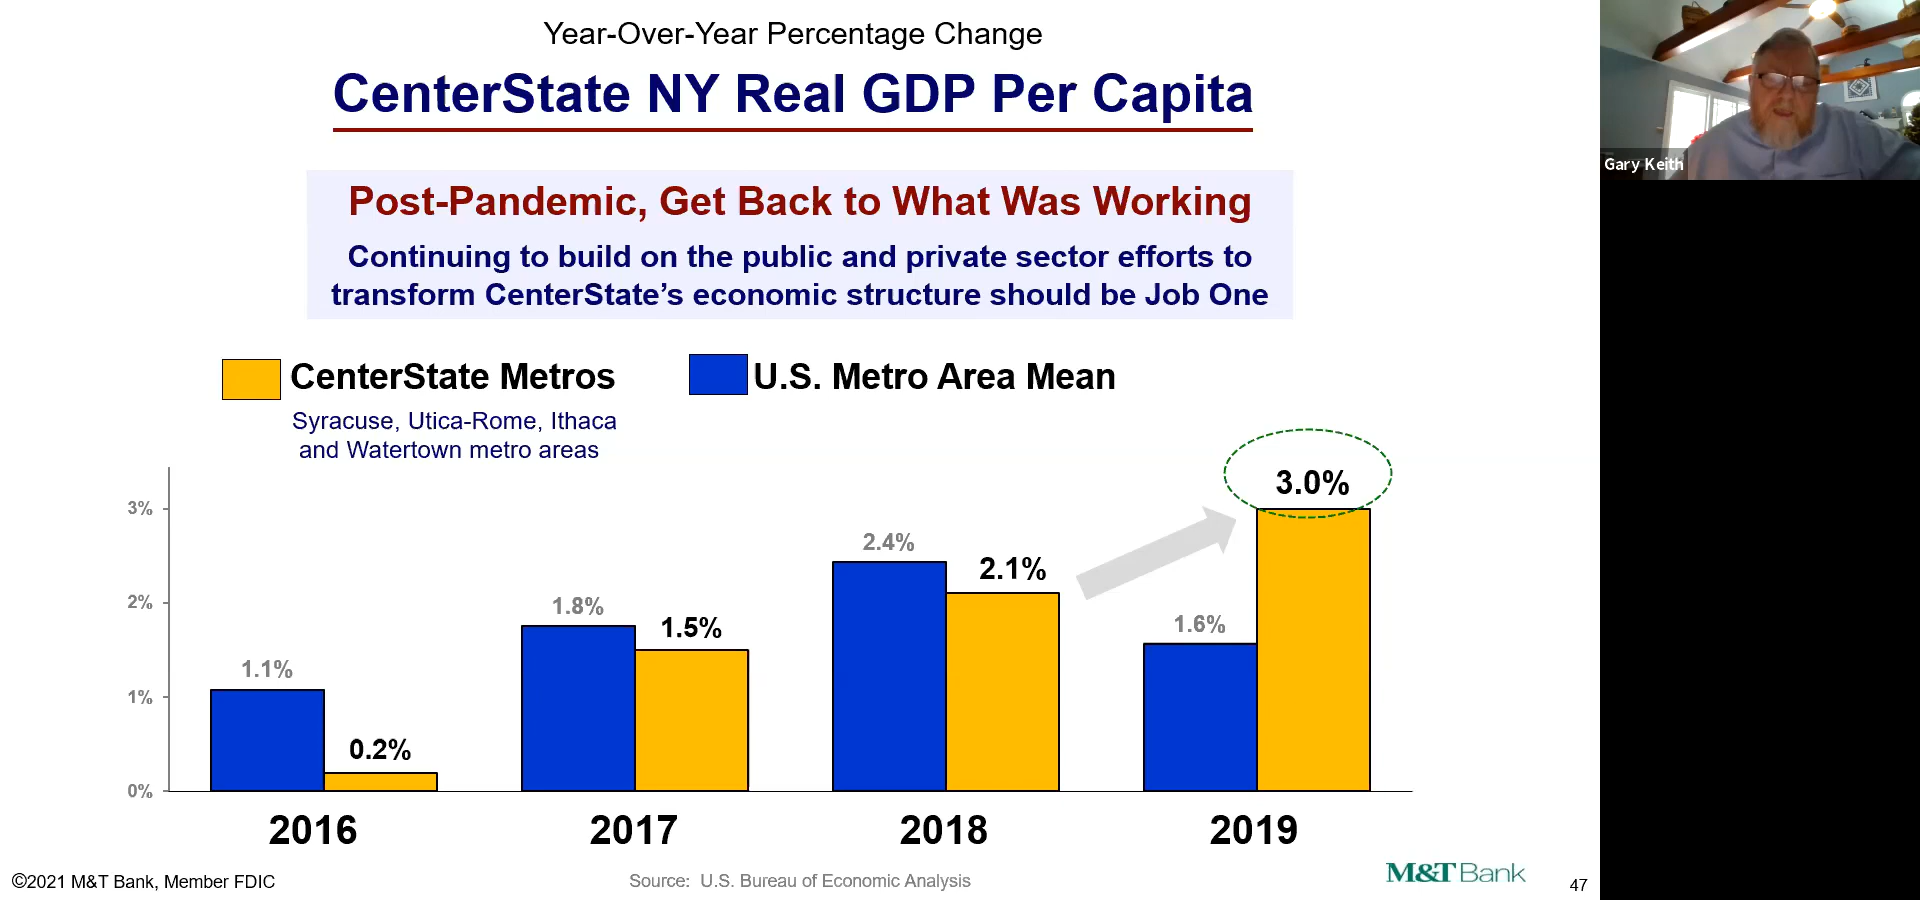 Year-Over-Year Percentage Change
CenterState NY Real GDP Per Capita
Post-Pandemic, Get Back to What Was Working
Continuing to build on the public and private sector efforts to
transform CenterState’s economic structure should be Job One
CenterState Metros
U.S. Metro Area Mean
Syracuse, Utica-Rome, Ithaca
and Watertown metro areas
3%
2%
1%
0%
1.1%
0.2%
1.8%
1.5%
2.4%
2.1%
1.6%
3.0%
2016
2017
2018
2019
©2021 M&T Bank, Member FDIC
Source: U.S. Bureau of Economic Analysis
M&T Bank
47
Gary Keith